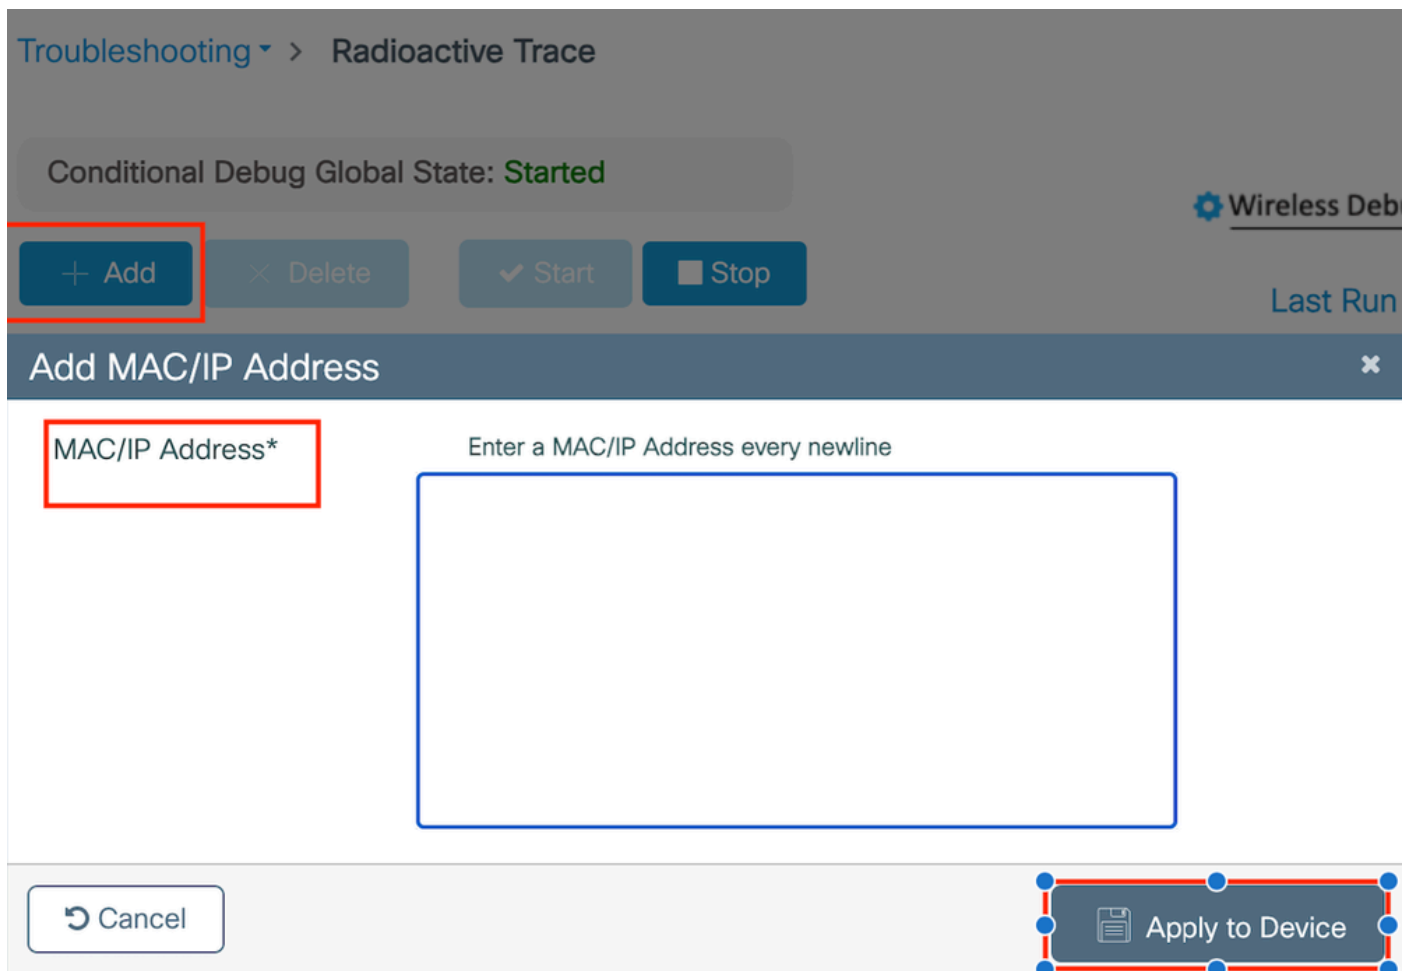 Troubleshooting > Radioactive Trace
Conditional Debug Global State: Started
Wireless Deb
+ Add × Delete ✔ Start Stop
Last Run
Add MAC/IP Address ×
MAC/IP Address* Enter a MAC/IP Address every newline
Cancel Apply to Device